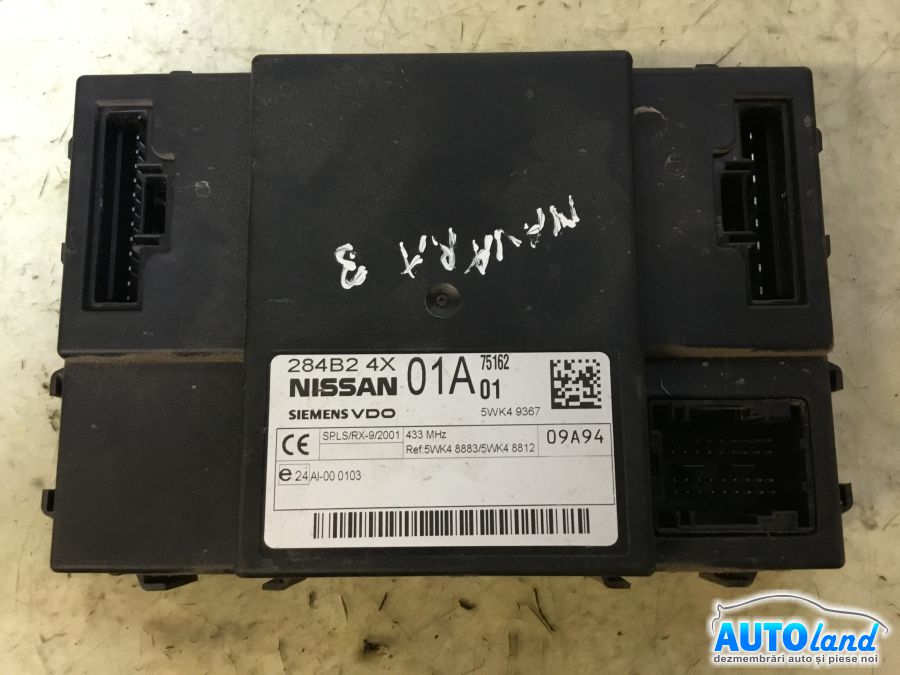 NAVARA
3
284B2 4X
NISSAN 01A 75162
01
SIEMENS VDO 5WK4 9367
CE SPLS/RX-9/2001 433 MHz 09A94
Ref:5WK4 8883/5WK4 8812
e 24 AI-00 0103
AUTOland
dezmembrări auto și piese noi